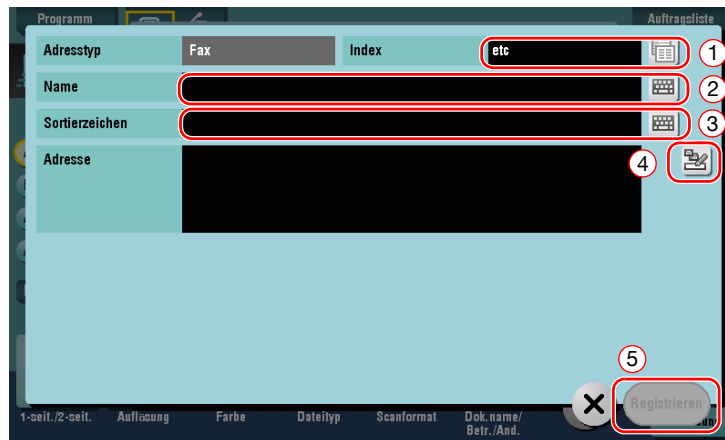 Programm
Auftragsliste
Adresstyp
Fax
Index
etc
1
Name
2
Sortierzeichen
3
Adresse
4
5
Registrieren
1-seit./2-seit.
Auflösung
Farbe
Dateityp
Scanformat
Dok.name/
Betr./And.